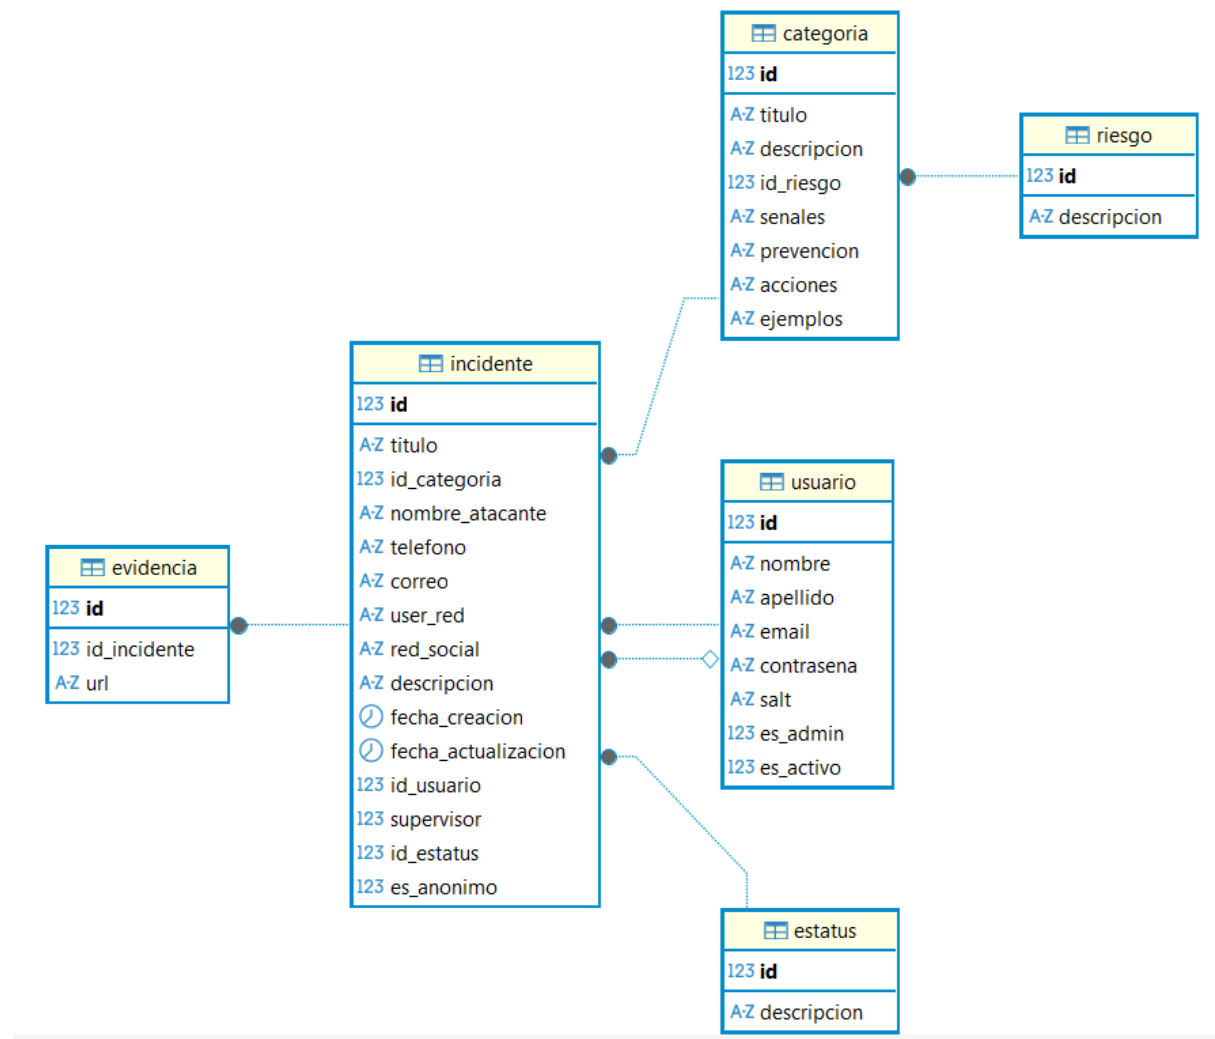 categoria
123 id
A-Z titulo
A-Z descripcion
123 id_riesgo
A-Z senales
A-Z prevencion
A-Z acciones
A-Z ejemplos
riesgo
123 id
A-Z descripcion
incidente
123 id
A-Z titulo
123 id_categoria
A-Z nombre_atacante
A-Z telefono
A-Z correo
A-Z user_red
A-Z red_social
A-Z descripcion
fecha_creacion
fecha_actualizacion
123 id_usuario
123 supervisor
123 id_estatus
123 es_anonimo
usuario
123 id
A-Z nombre
A-Z apellido
A-Z email
A-Z contrasena
A-Z salt
123 es_admin
123 es_activo
evidencia
123 id
123 id_incidente
A-Z url
estatus
123 id
A-Z descripcion